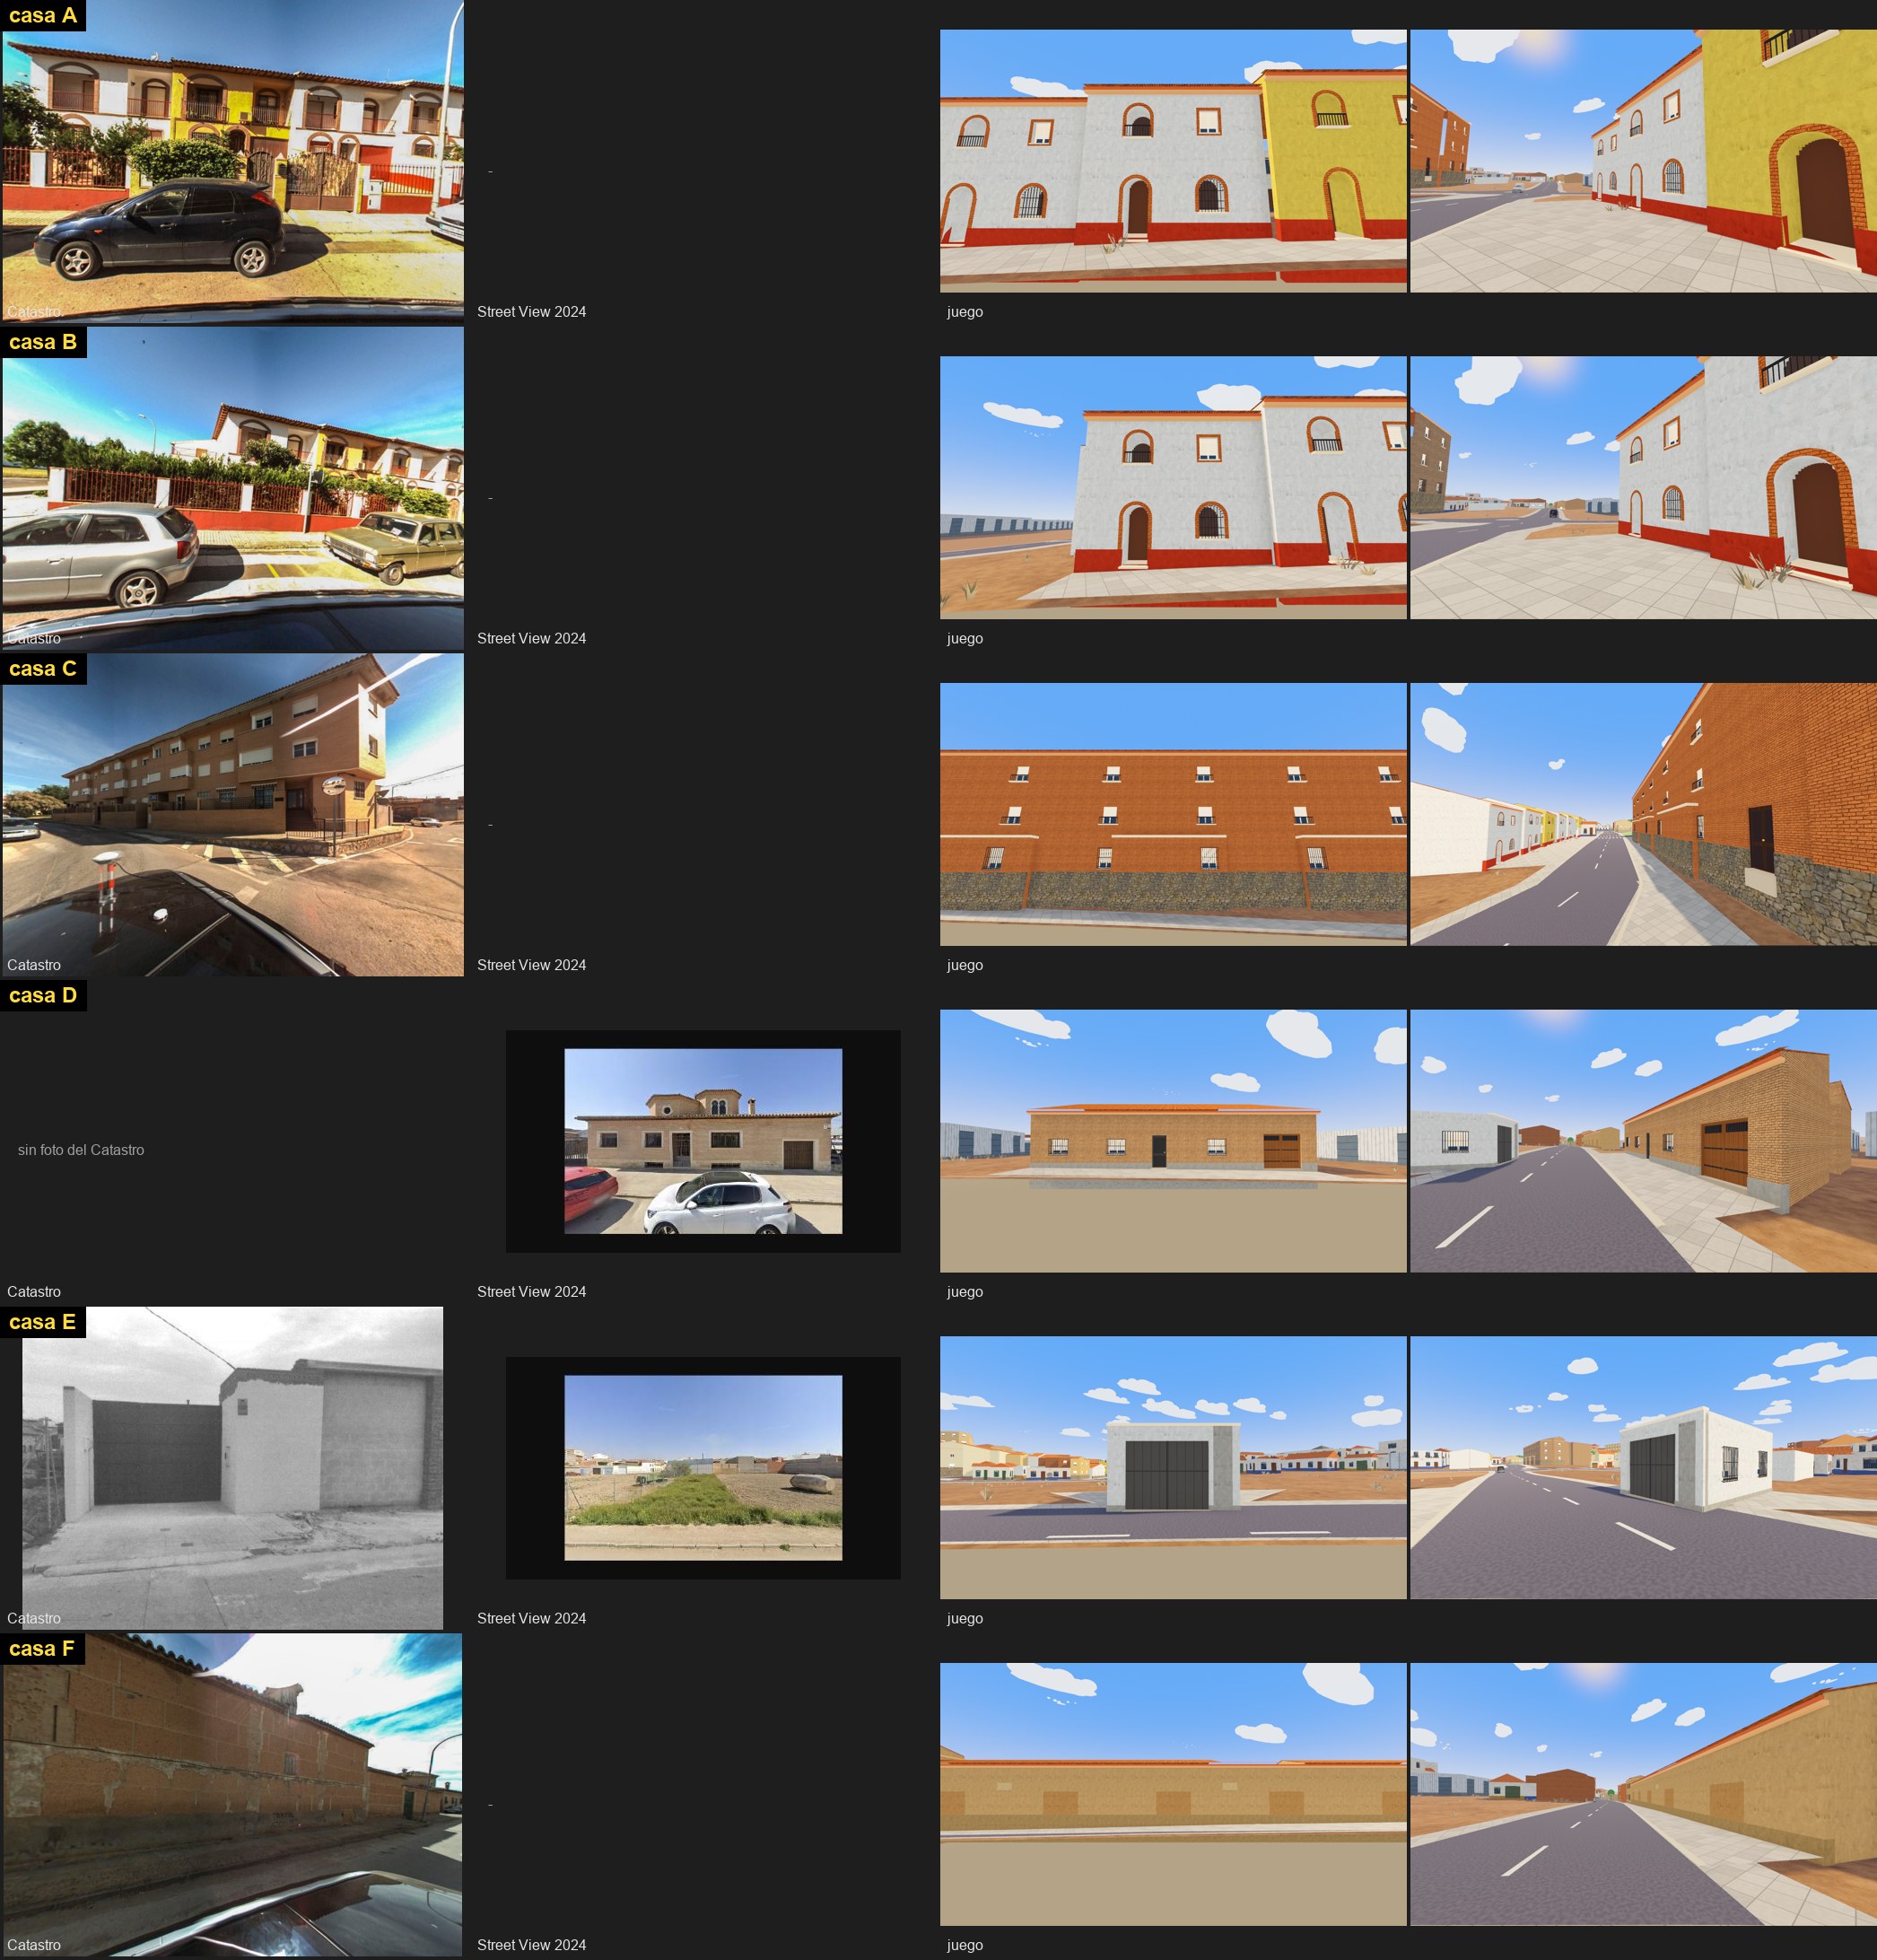 casa A
Catastro
-
Street View 2024
juego
casa B
Catastro
-
Street View 2024
juego
casa C
Catastro
-
Street View 2024
juego
casa D
sin foto del Catastro
Catastro
Street View 2024
juego
casa E
Catastro
Street View 2024
juego
casa F
Catastro
-
Street View 2024
juego